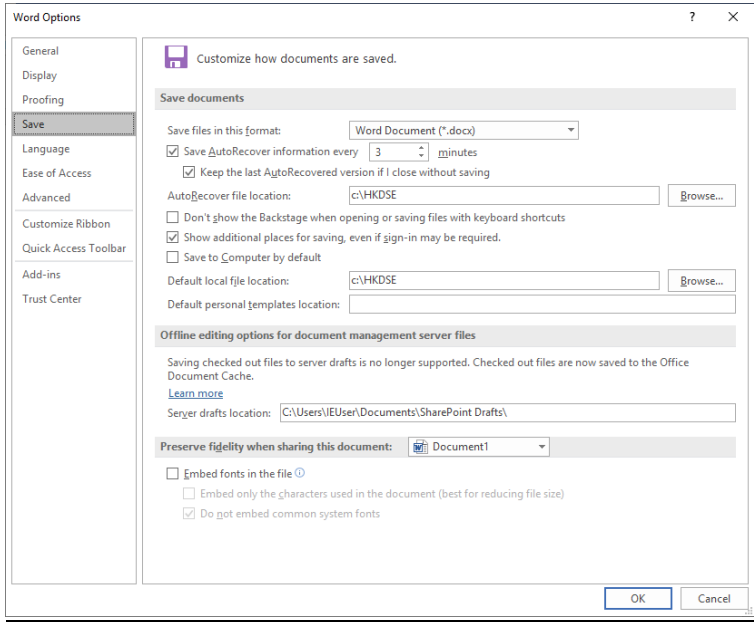 Word Options
?
General
Display
Proofing
Save
Language
Ease of Access
Advanced
Customize Ribbon
Quick Access Toolbar
Add-ins
Trust Center
Customize how documents are saved.
Save documents
Save files in this format: Word Document (*.docx)
Save AutoRecover information every 3 minutes
Keep the last AutoRecovered version if I close without saving
AutoRecover file location: c:\HKDSE Browse...
Don't show the Backstage when opening or saving files with keyboard shortcuts
Show additional places for saving, even if sign-in may be required.
Save to Computer by default
Default local file location: c:\HKDSE Browse...
Default personal templates location:
Offline editing options for document management server files
Saving checked out files to server drafts is no longer supported. Checked out files are now saved to the Office
Document Cache.
Learn more
Server drafts location: C:\Users\IEUser\Documents\SharePoint Drafts\
Preserve fidelity when sharing this document: Document1
Embed fonts in the file
Embed only the characters used in the document (best for reducing file size)
Do not embed common system fonts
OK Cancel